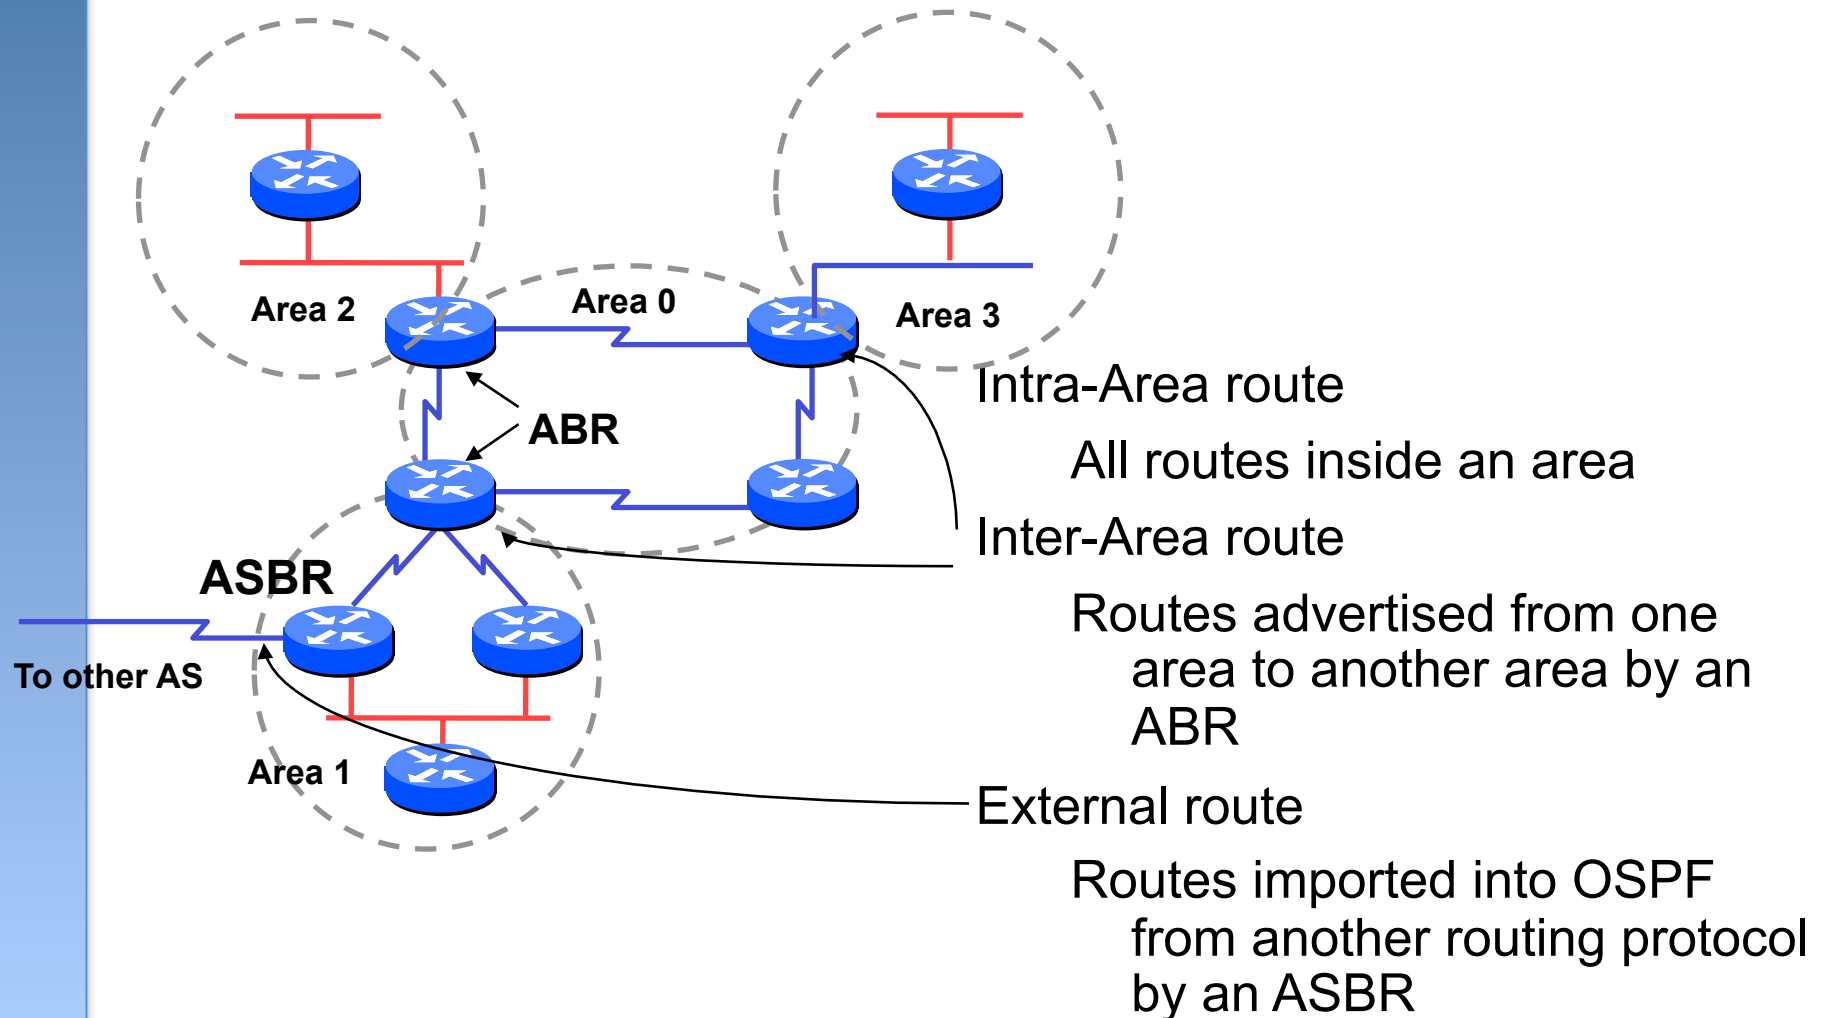 Area 2
Area 0
Area 3
ABR
ASBR
To other AS
Area 1
Intra-Area route
All routes inside an area
Inter-Area route
Routes advertised from one
area to another area by an
ABR
External route
Routes imported into OSPF
from another routing protocol
by an ASBR